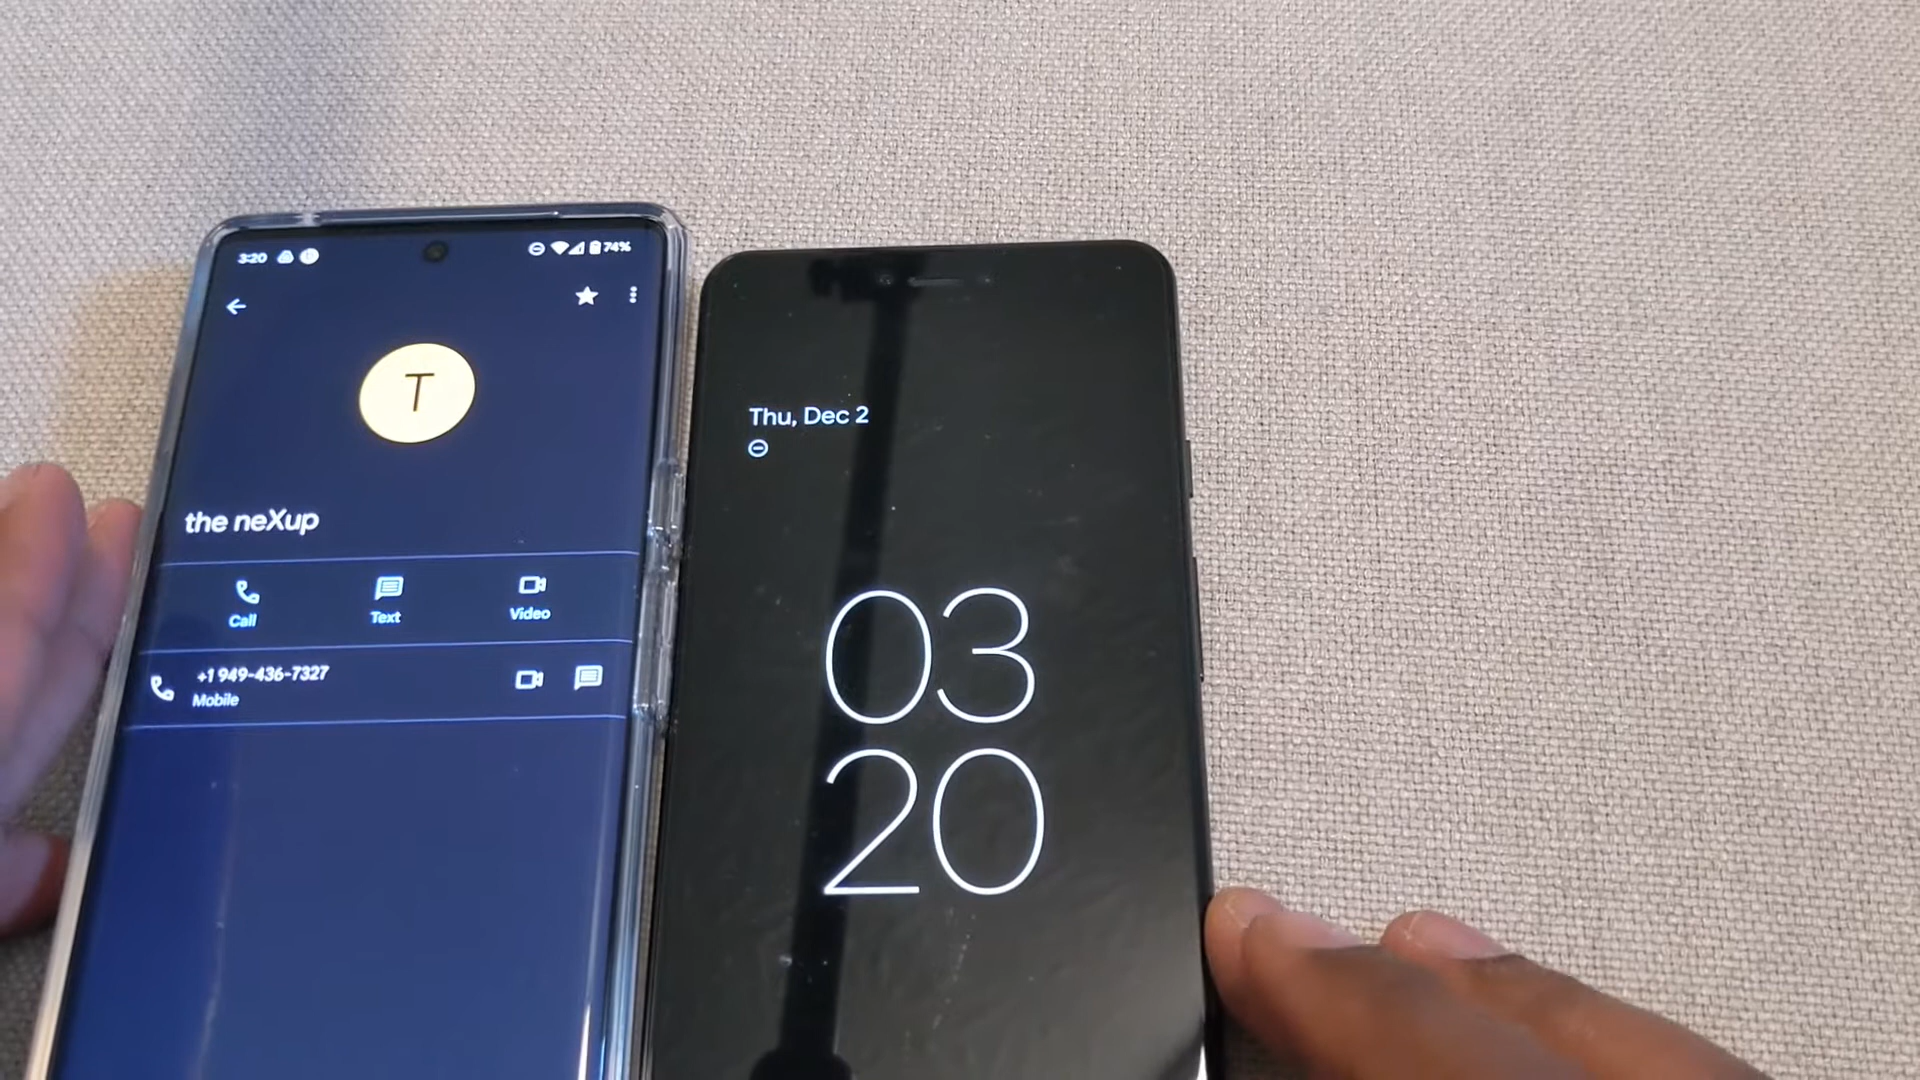 3:20
74%
T
the neXup
Call
Text
Video
+1 949-436-7327
Mobile
Thu, Dec 2
03
20